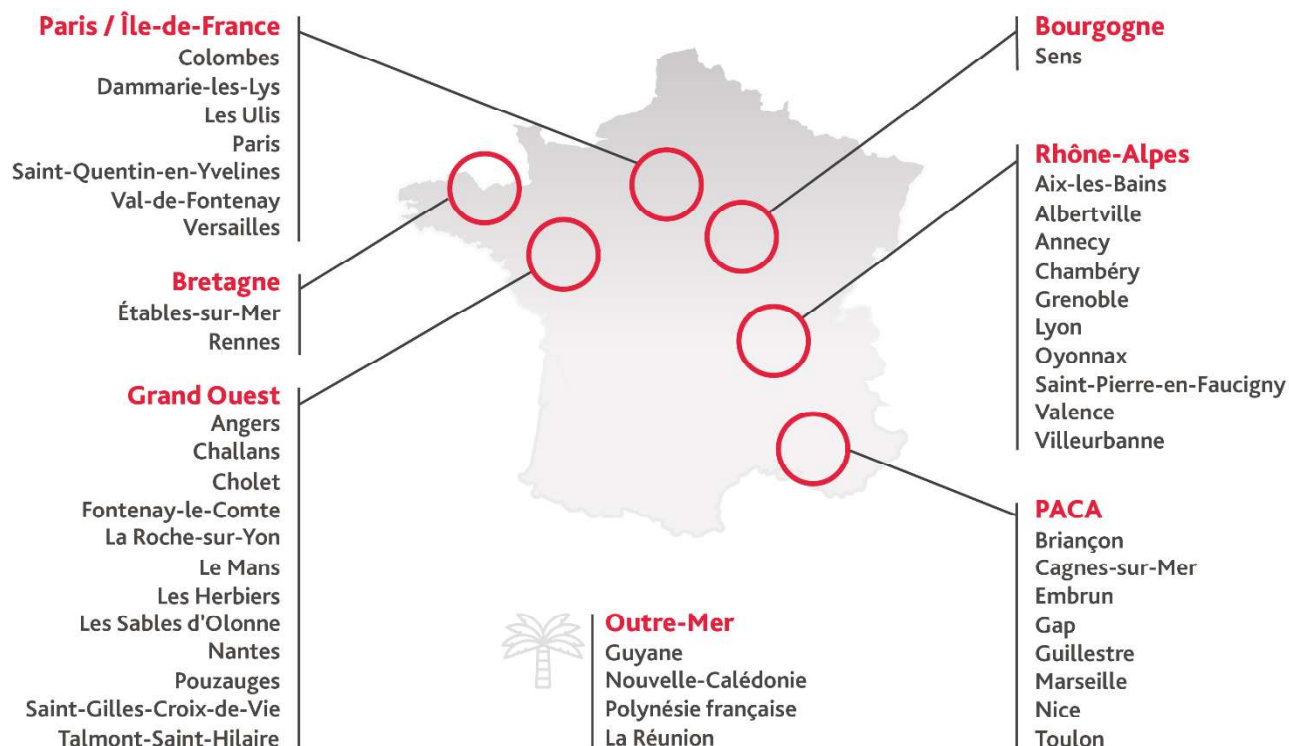 Paris / Île-de-France
Colombes
Dammarie-les-Lys
Les Ulis
Paris
Saint-Quentin-en-Yvelines
Val-de-Fontenay
Versailles
Bretagne
Étables-sur-Mer
Rennes
Grand Ouest
Angers
Challans
Cholet
Fontenay-le-Comte
La Roche-sur-Yon
Le Mans
Les Herbiers
Les Sables d'Olonne
Nantes
Pouzauges
Saint-Gilles-Croix-de-Vie
Talmont-Saint-Hilaire
Outre-Mer
Guyane
Nouvelle-Calédonie
Polynésie française
La Réunion
Bourgogne
Sens
Rhône-Alpes
Aix-les-Bains
Albertville
Annecy
Chambéry
Grenoble
Lyon
Oyonnax
Saint-Pierre-en-Faucigny
Valence
Villeurbanne
PACA
Briançon
Cagnes-sur-Mer
Embrun
Gap
Guillestre
Marseille
Nice
Toulon